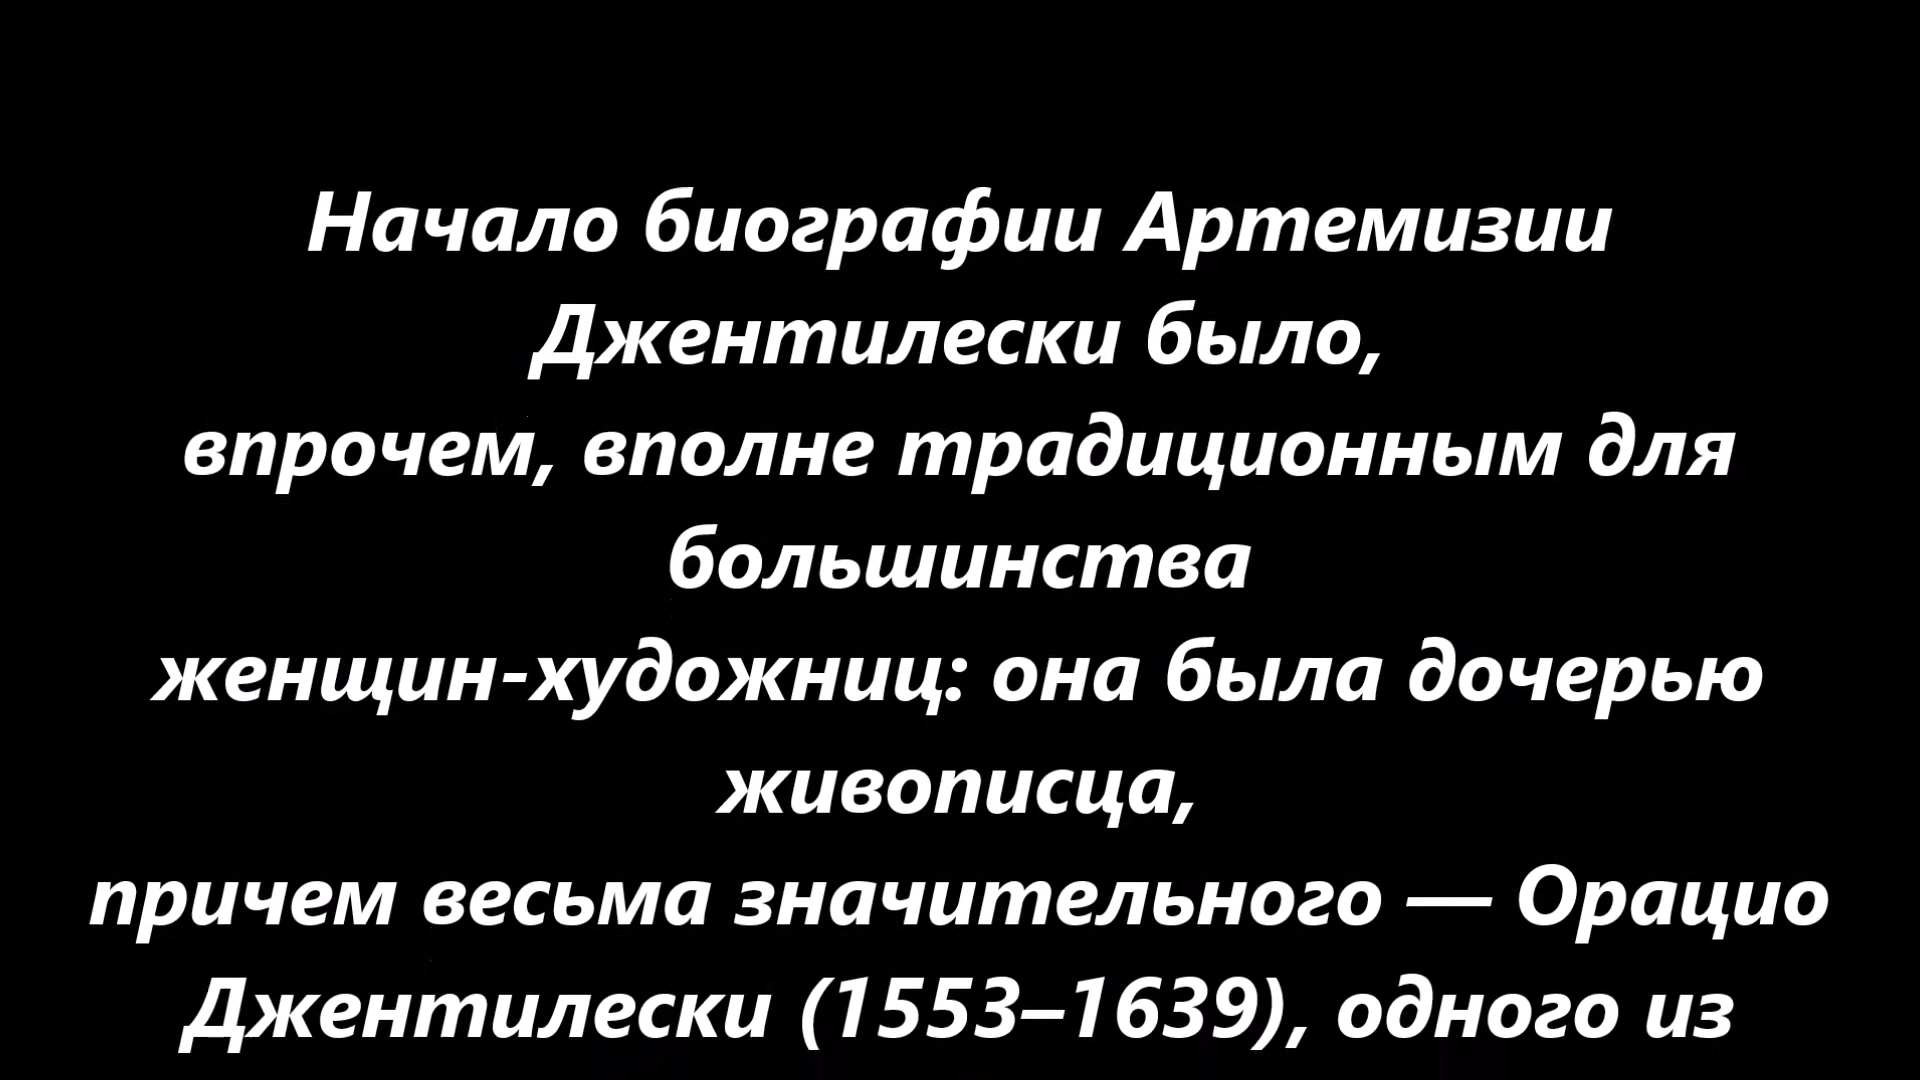 Начало биографии Артемизии
Джентилески было,
впрочем, вполне традиционным для
большинства
женщин-художниц: она была дочерью
живописца,
причем весьма значительного — Орацио
Джентилески (1553–1639), одного из